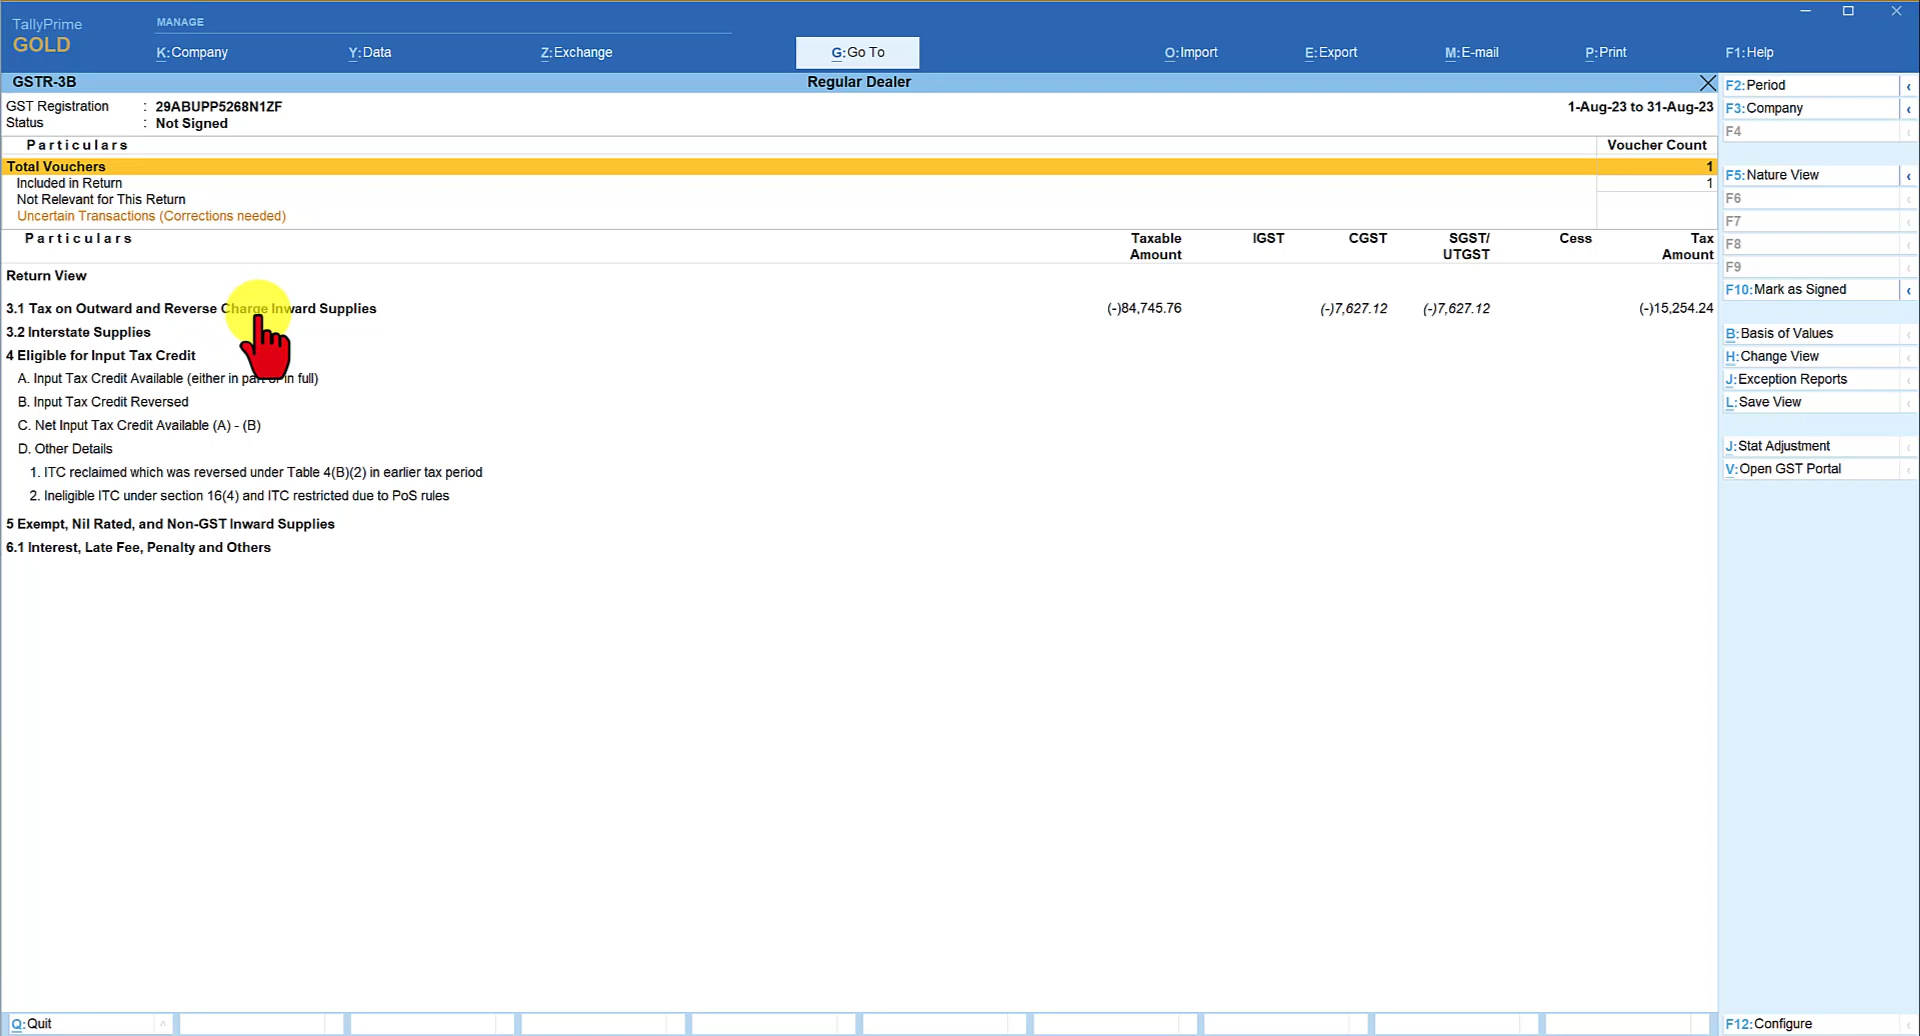 TallyPrime
GOLD
MANAGE
K:Company Y:Data Z:Exchange G:Go To O:Import E:Export M:E-mail P:Print F1:Help
GSTR-3B Regular Dealer
GST Registration : 29ABUPP5268N1ZF 1-Aug-23 to 31-Aug-23
Status : Not Signed
Particulars Voucher Count
Total Vouchers 1
Included in Return 1
Not Relevant for This Return
Uncertain Transactions (Corrections needed)
Particulars Taxable Amount IGST CGST SGST/ UTGST Cess Tax Amount
Return View
3.1 Tax on Outward and Reverse Charge Inward Supplies (-)84,745.76 (-)7,627.12 (-)7,627.12 (-)15,254.24
3.2 Interstate Supplies
4 Eligible for Input Tax Credit
A. Input Tax Credit Available (either in part or in full)
B. Input Tax Credit Reversed
C. Net Input Tax Credit Available (A) - (B)
D. Other Details
1. ITC reclaimed which was reversed under Table 4(B)(2) in earlier tax period
2. Ineligible ITC under section 16(4) and ITC restricted due to PoS rules
5 Exempt, Nil Rated, and Non-GST Inward Supplies
6.1 Interest, Late Fee, Penalty and Others
F2:Period
F3:Company
F4
F5:Nature View
F6
F7
F8
F9
F10:Mark as Signed
B:Basis of Values
H:Change View
J:Exception Reports
L:Save View
J:Stat Adjustment
V:Open GST Portal
Q:Quit
F12:Configure